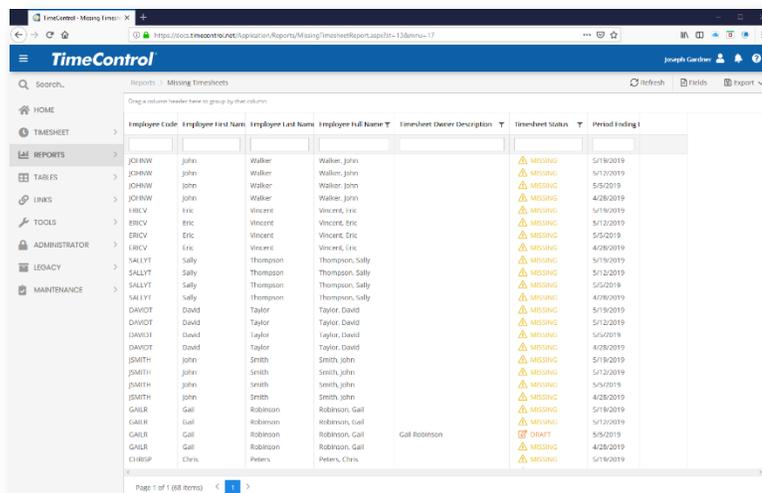 TimeControl - Missing Timesh
https://docs.timecontrol.net/Application/Reports/MissingTimesheetReport.aspx?st=13&mnu=17
TimeControl
Joseph Gardner
Search..
Reports > Missing Timesheets
Refresh Fields Export
Drag a column header here to group by that column
HOME
Employee Code Employee First Nam Employee Last Name Employee Full Name Timesheet Owner Description Timesheet Status Period Ending
TIMESHEET
REPORTS
TABLES
LINKS
TOOLS
ADMINISTRATOR
LEGACY
MAINTENANCE
JOHNW John Walker Walker, John MISSING 5/19/2019
JOHNW John Walker Walker, John MISSING 5/12/2019
JOHNW John Walker Walker, John MISSING 5/5/2019
JOHNW John Walker Walker, John MISSING 4/28/2019
ERICV Eric Vincent Vincent, Eric MISSING 5/19/2019
ERICV Eric Vincent Vincent, Eric MISSING 5/12/2019
ERICV Eric Vincent Vincent, Eric MISSING 5/5/2019
ERICV Eric Vincent Vincent, Eric MISSING 4/28/2019
SALLYT Sally Thompson Thompson, Sally MISSING 5/19/2019
SALLYT Sally Thompson Thompson, Sally MISSING 5/12/2019
SALLYT Sally Thompson Thompson, Sally MISSING 5/5/2019
SALLYT Sally Thompson Thompson, Sally MISSING 4/28/2019
DAVIDT David Taylor Taylor, David MISSING 5/19/2019
DAVIDT David Taylor Taylor, David MISSING 5/12/2019
DAVIDT David Taylor Taylor, David MISSING 5/5/2019
DAVIDT David Taylor Taylor, David MISSING 4/28/2019
JSMITH John Smith Smith, John MISSING 5/19/2019
JSMITH John Smith Smith, John MISSING 5/12/2019
JSMITH John Smith Smith, John MISSING 5/5/2019
JSMITH John Smith Smith, John MISSING 4/28/2019
GAILR Gail Robinson Robinson, Gail MISSING 5/19/2019
GAILR Gail Robinson Robinson, Gail MISSING 5/12/2019
GAILR Gail Robinson Robinson, Gail Gail Robinson DRAFT 5/5/2019
GAILR Gail Robinson Robinson, Gail MISSING 4/28/2019
CHRISP Chris Peters Peters, Chris MISSING 5/19/2019
Page 1 of 1 (68 items) < 1 >